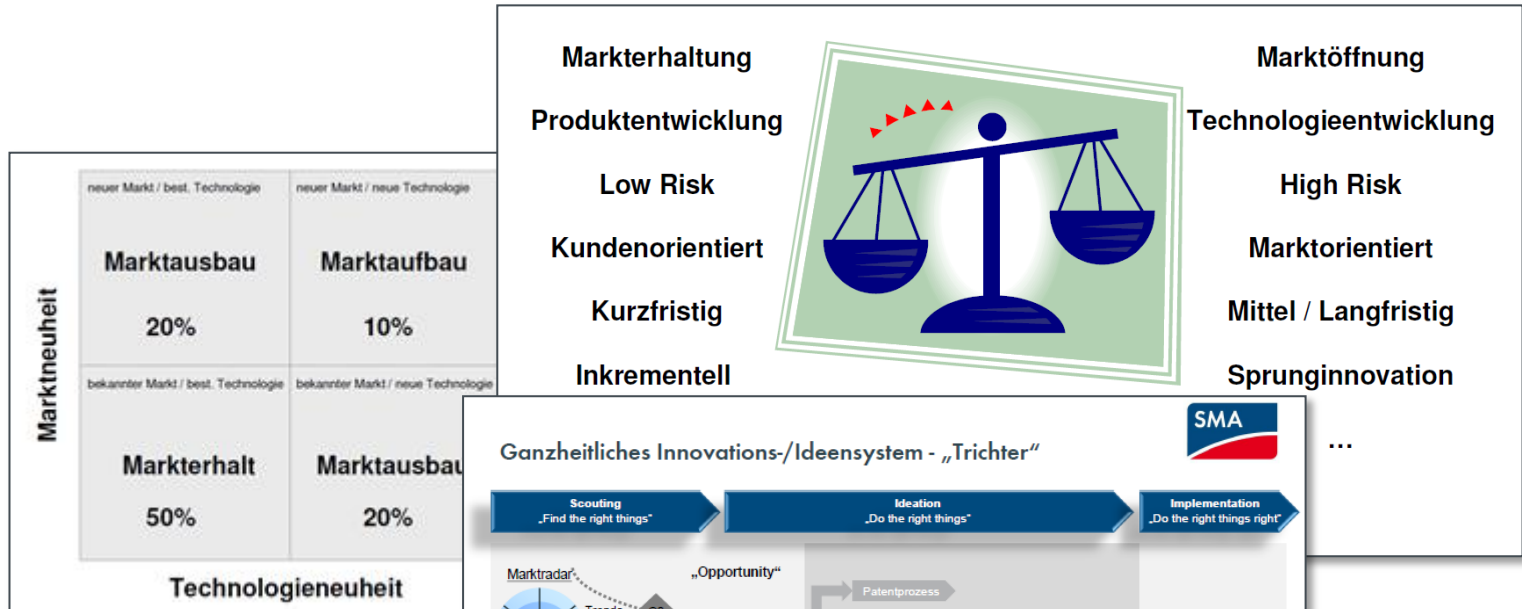 Markterhaltung
Produktentwicklung
Low Risk
Kundenorientiert
Kurzfristig
Inkrementell
Marktöffnung
Technologieentwicklung
High Risk
Marktorientiert
Mittel / Langfristig
Sprunginnovation
...
Marktneuheit
neuer Markt / best. Technologie
Marktausbau
20%
neuer Markt / neue Technologie
Marktaufbau
10%
bekannter Markt / best. Technologie
Markterhalt
50%
bekannter Markt / neue Technologie
Marktausbau
20%
Technologieneuheit
SMA
Ganzheitliches Innovations-/Ideensystem - „Trichter“
Scouting
„Find the right things“
Ideation
„Do the right things“
Implementation
„Do the right things right“
Marktradar
„Opportunity“
Patentprozess